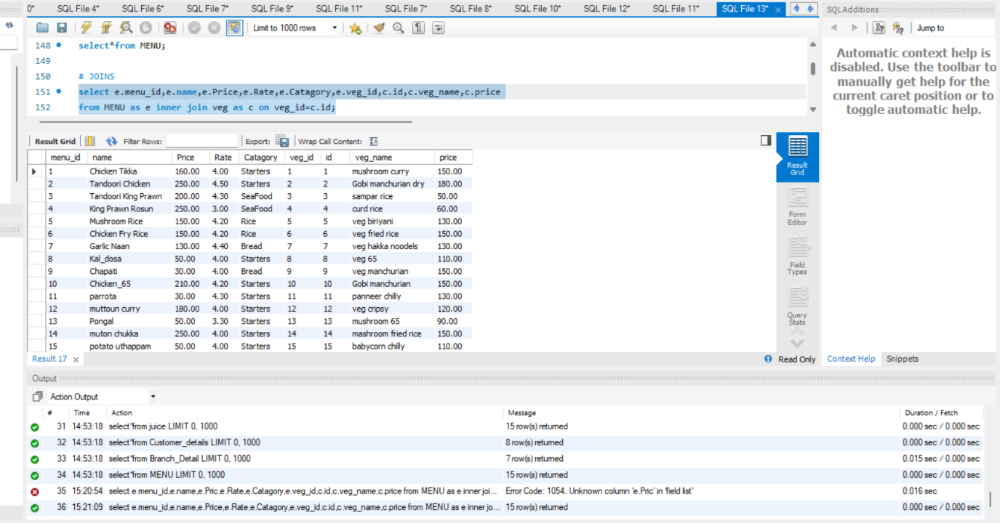 0* SQL File 4* SQL File 6* SQL File 7* SQL File 9* SQL File 11* SQL File 7* SQL File 8* SQL File 10* SQL File 12* SQL File 11* SQL File 13* × SQLAdditions
Limit to 1000 rows Jump to
148 select*from MENU;
149
150 # JOINS
151 select e.menu_id,e.name,e.Price,e.Rate,e.Catagory,e.veg_id,c.id,c.veg_name,c.price
152 from MENU as e inner join veg as c on veg_id=c.id;
Automatic context help is
disabled. Use the toolbar to
manually get help for the
current caret position or to
toggle automatic help.
Result Grid Filter Rows: Export: Wrap Cell Content: IA
menu_id name Price Rate Catagory veg_id id veg_name price
1 Chicken Tikka 160.00 4.00 Starters 1 1 mushroom curry 150.00
2 Tandoori Chicken 250.00 4.50 Starters 2 2 Gobi manchurian dry 180.00
3 Tandoori King Prawn 200.00 4.30 SeaFood 3 3 sampar rice 50.00
4 King Prawn Rosun 250.00 3.00 SeaFood 4 4 curd rice 60.00
5 Mushroom Rice 150.00 4.20 Rice 5 5 veg biriyani 130.00
6 Chicken Fry Rice 150.00 4.20 Rice 6 6 veg fried rice 150.00
7 Garlic Naan 130.00 4.40 Bread 7 7 veg hakka noodels 130.00
8 Kal_dosa 50.00 4.00 Starters 8 8 veg 65 110.00
9 Chapati 30.00 4.00 Bread 9 9 veg manchurian 150.00
10 Chicken_65 210.00 4.20 Starters 10 10 Gobi manchurian 150.00
11 parrota 30.00 4.30 Starters 11 11 panneer chilly 130.00
12 muttoun curry 180.00 4.00 Starters 12 12 veg cripsy 120.00
13 Pongal 50.00 3.30 Starters 13 13 mushroom 65 90.00
14 muton chukka 250.00 4.00 Starters 14 14 mashroom fried rice 150.00
15 potato uthappam 50.00 4.00 Starters 15 15 babycorn chilly 110.00
Result
Grid
Form
Editor
Field
Types
Query
Stats
Result 17 × Read Only Context Help Snippets
Output
Action Output
# Time Action Message Duration / Fetch
31 14:53:18 select*from juice LIMIT 0, 1000 15 row(s) returned 0.000 sec / 0.000 sec
32 14:53:18 select*from Customer_details LIMIT 0, 1000 8 row(s) returned 0.000 sec / 0.000 sec
33 14:53:18 select*from Branch_Detail LIMIT 0, 1000 7 row(s) returned 0.015 sec / 0.000 sec
34 14:53:18 select*from MENU LIMIT 0, 1000 15 row(s) returned 0.000 sec / 0.000 sec
35 15:20:54 select e.menu_id,e.name,e.Pric,e.Rate,e.Catagory,e.veg_id,c.id,c.veg_name,c.price from MENU as e inner joi... Error Code: 1054. Unknown column 'e.Pric' in 'field list' 0.016 sec
36 15:21:09 select e.menu_id,e.name,e.Price,e.Rate,e.Catagory,e.veg_id,c.id,c.veg_name,c.price from MENU as e inner jo... 15 row(s) returned 0.000 sec / 0.000 sec